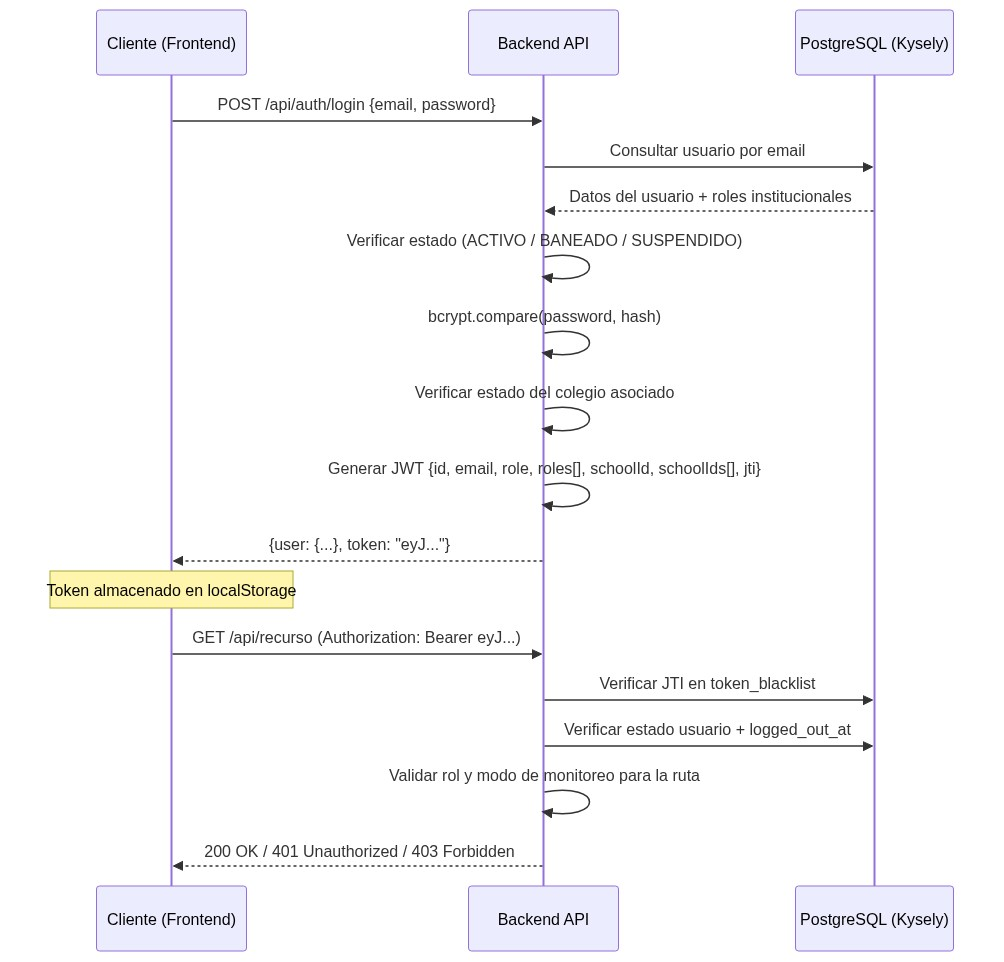 Cliente (Frontend)
Backend API
PostgreSQL (Kysely)
POST /api/auth/login {email, password}
Consultar usuario por email
Datos del usuario + roles institucionales
Verificar estado (ACTIVO / BANEADO / SUSPENDIDO)
bcrypt.compare(password, hash)
Verificar estado del colegio asociado
Generar JWT {id, email, role, roles[], schoolId, schoolIds[], jti}
{user: {...}, token: "eyJ..."}
Token almacenado en localStorage
GET /api/recurso (Authorization: Bearer eyJ...)
Verificar JTI en token_blacklist
Verificar estado usuario + logged_out_at
Validar rol y modo de monitoreo para la ruta
200 OK / 401 Unauthorized / 403 Forbidden
Cliente (Frontend)
Backend API
PostgreSQL (Kysely)